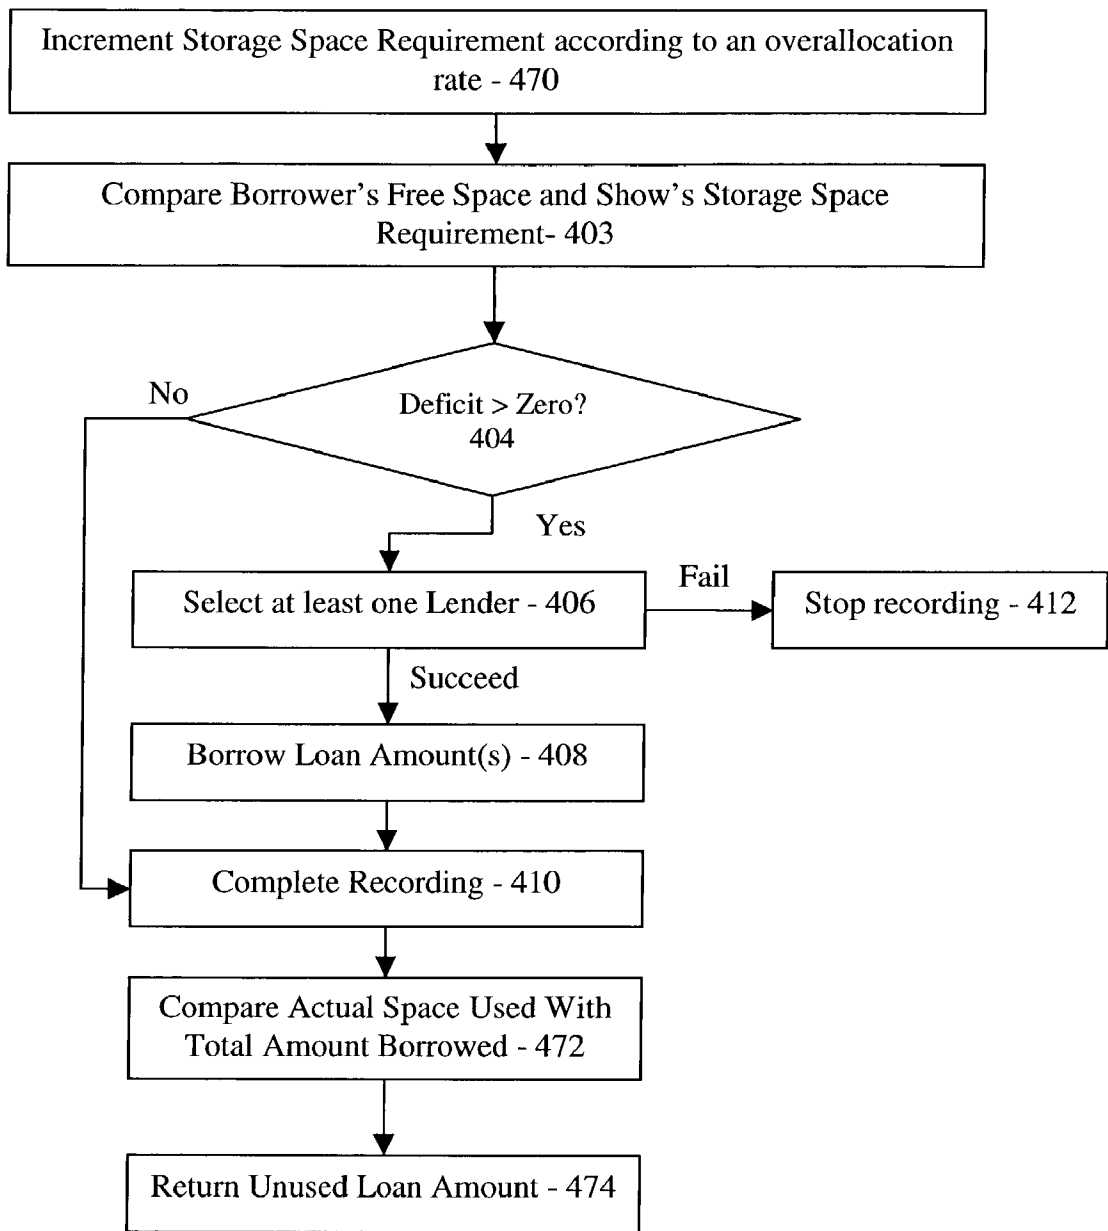 Increment Storage Space Requirement according to an overallocation
rate - 470
Compare Borrower's Free Space and Show's Storage Space
Requirement- 403
No
Deficit > Zero?
404
Yes
Select at least one Lender - 406
Fail
Stop recording - 412
Succeed
Borrow Loan Amount(s) - 408
Complete Recording - 410
Compare Actual Space Used With
Total Amount Borrowed - 472
Return Unused Loan Amount - 474